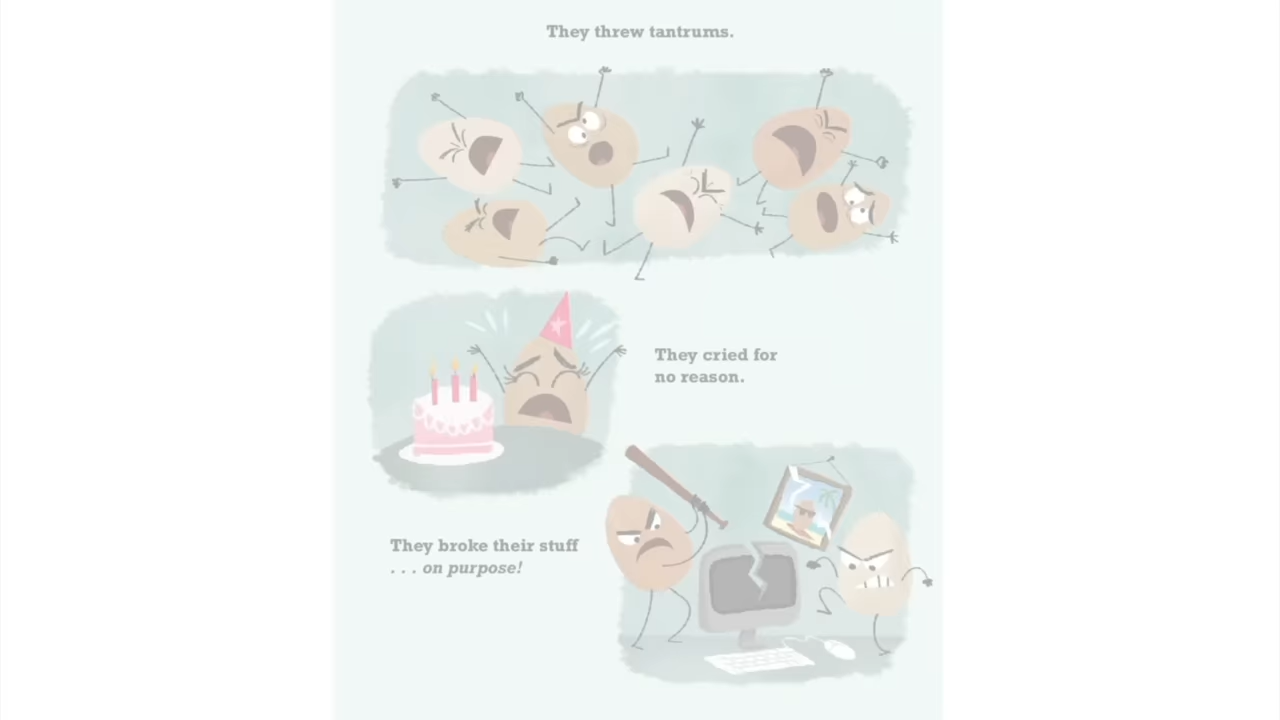 They threw tantrums.
They cried for
no reason.
They broke their stuff
. . . on purpose!